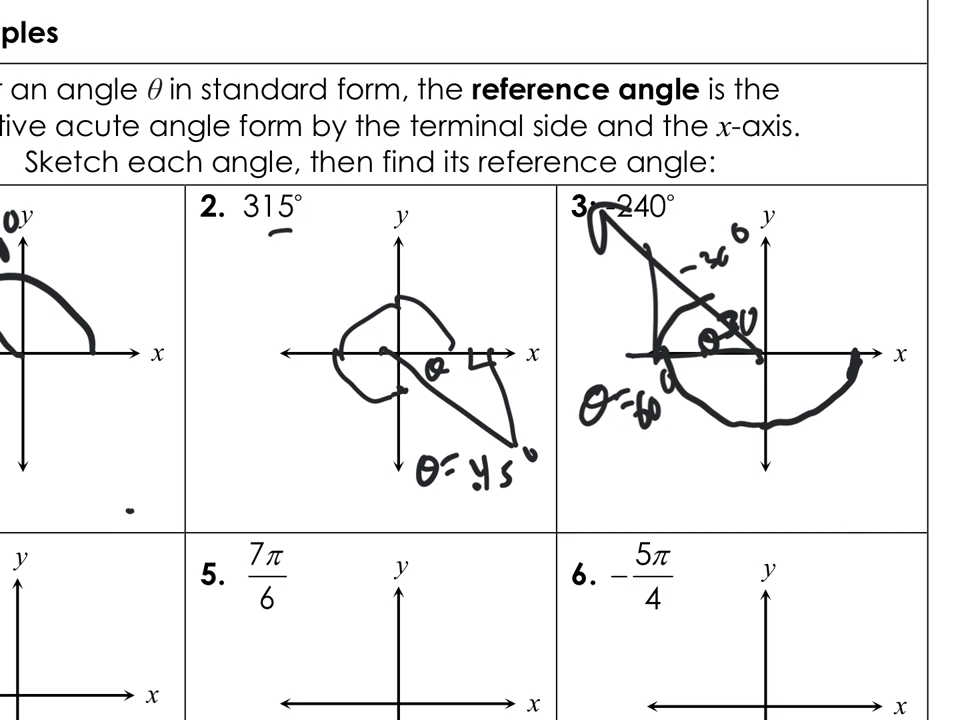 ples
an angle θ in standard form, the reference angle is the
tive acute angle form by the terminal side and the x-axis.
Sketch each angle, then find its reference angle:
y
x
2. 315°
y
x
θ
θ = 45°
3. -240°
y
x
θ
θ = 60°
y
x
5. 7π/6
y
x
6. -5π/4
y
x